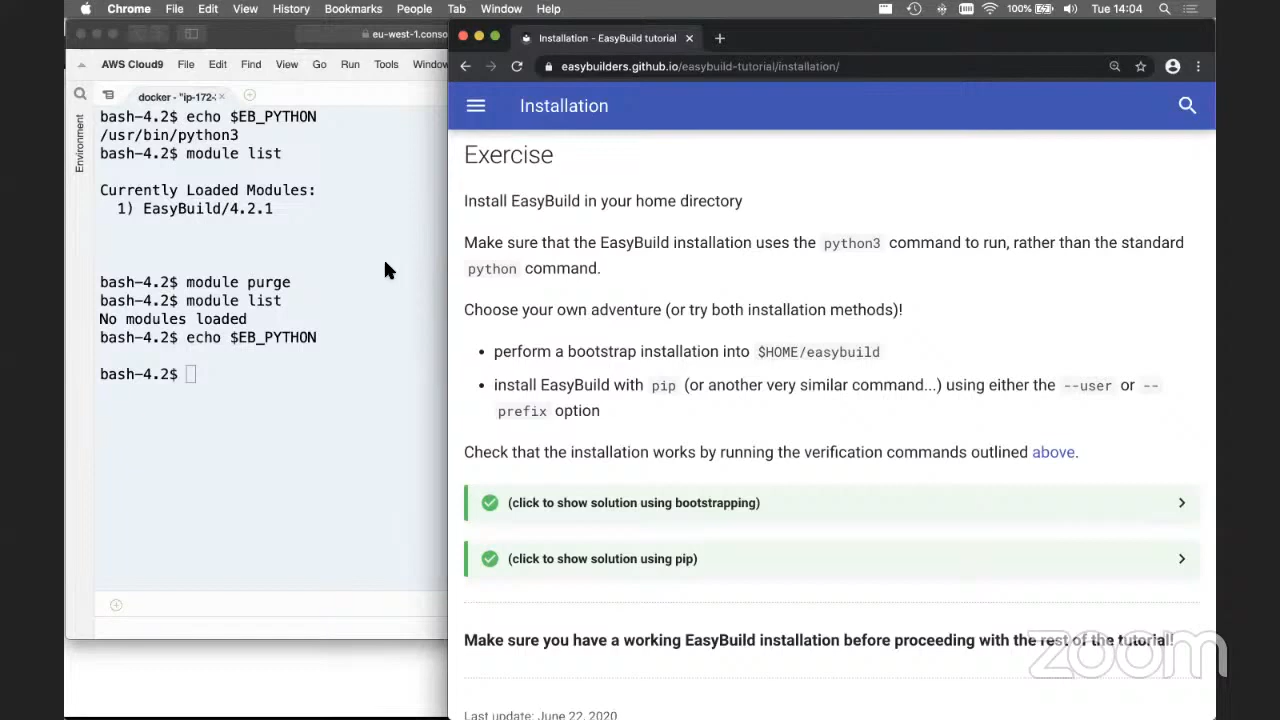 Chrome File Edit View History Bookmarks People Tab Window Help 100% Tue 14:04
eu-west-1.conso
AWS Cloud9 File Edit Find View Go Run Tools Window
docker - "ip-172-
Environment
bash-4.2$ echo $EB_PYTHON
/usr/bin/python3
bash-4.2$ module list
Currently Loaded Modules:
1) EasyBuild/4.2.1
bash-4.2$ module purge
bash-4.2$ module list
No modules loaded
bash-4.2$ echo $EB_PYTHON
bash-4.2$
Installation - EasyBuild tutorial
easybuilders.github.io/easybuild-tutorial/installation/
Installation
Exercise
Install EasyBuild in your home directory
Make sure that the EasyBuild installation uses the python3 command to run, rather than the standard
python command.
Choose your own adventure (or try both installation methods)!
• perform a bootstrap installation into $HOME/easybuild
• install EasyBuild with pip (or another very similar command...) using either the --user or --
prefix option
Check that the installation works by running the verification commands outlined above.
(click to show solution using bootstrapping)
(click to show solution using pip)
Make sure you have a working EasyBuild installation before proceeding with the rest of the tutorial!
zoom
Last update: June 22, 2020